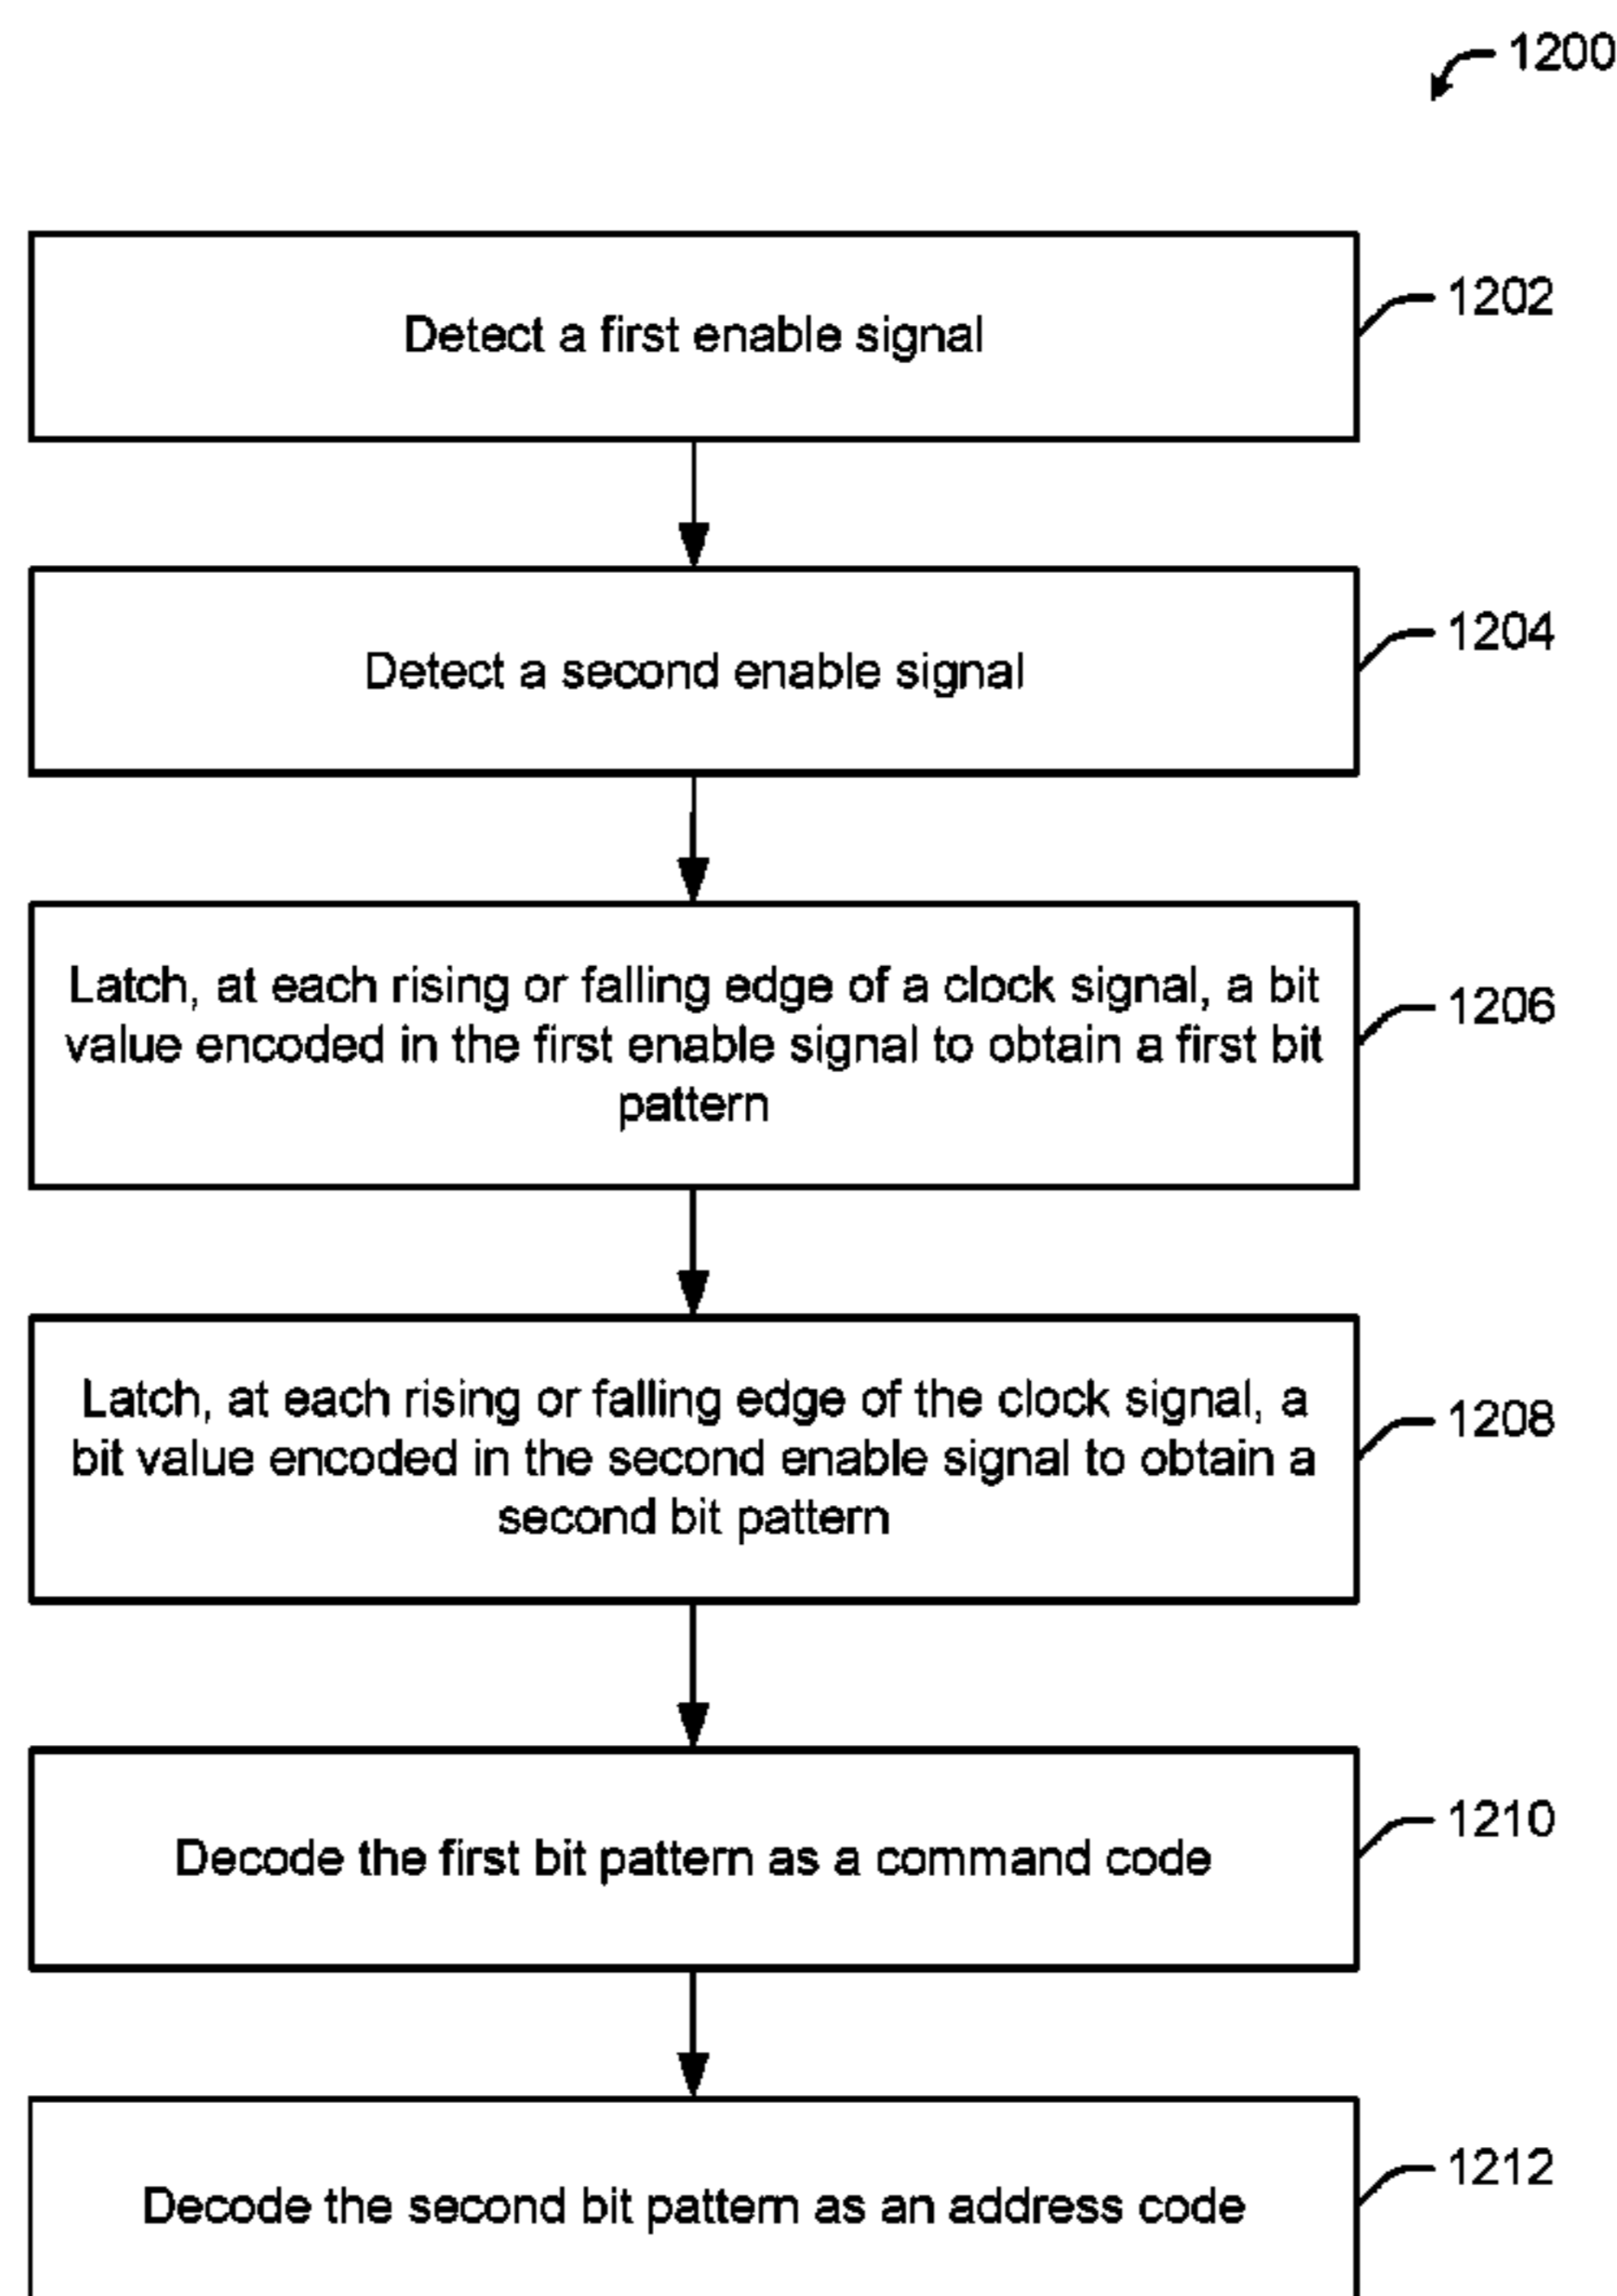 1200
Detect a first enable signal
1202
Detect a second enable signal
1204
Latch, at each rising or falling edge of a clock signal, a bit
value encoded in the first enable signal to obtain a first bit
pattern
1206
Latch, at each rising or falling edge of the clock signal, a
bit value encoded in the second enable signal to obtain a
second bit pattern
1208
Decode the first bit pattern as a command code
1210
Decode the second bit pattern as an address code
1212